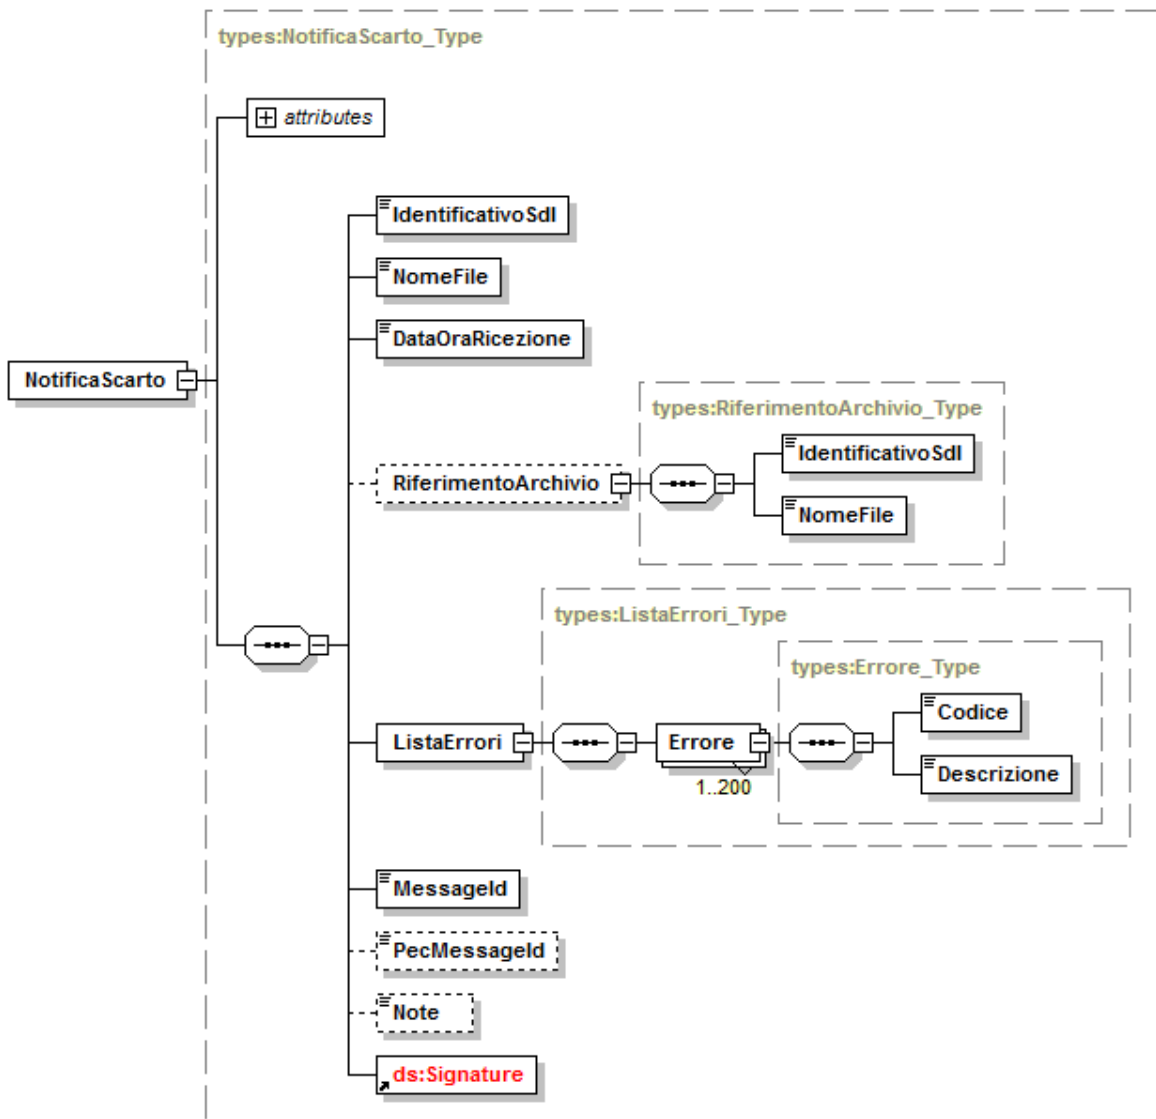 types:NotificaScarto_Type
attributes
IdentificativoSdI
NomeFile
DataOraRicezione
NotificaScarto
types:RiferimentoArchivio_Type
IdentificativoSdI
RiferimentoArchivio
NomeFile
types:ListaErrori_Type
types:Errore_Type
Codice
ListaErrori
Errore
Descrizione
1..200
MessageId
PecMessageId
Note
ds:Signature